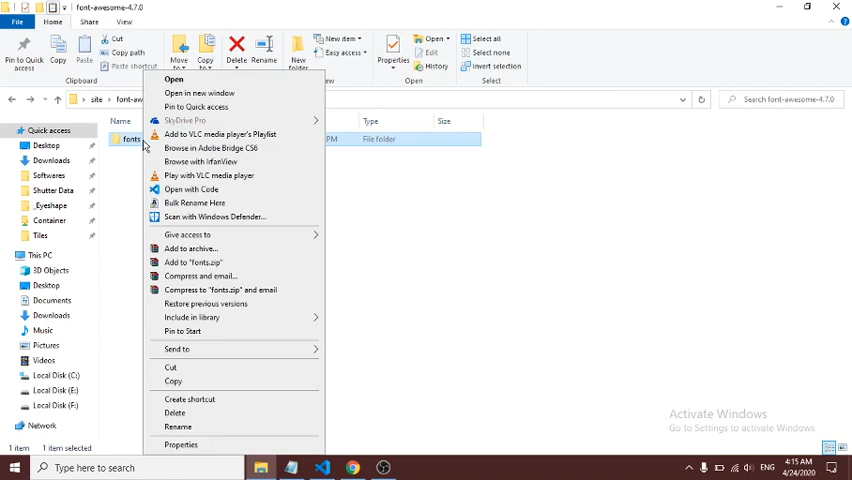 font-awesome-4.7.0
File
Home
Share
View
Pin to Quick access
Copy
Paste
Cut
Copy path
Paste shortcut
Move to
Copy to
Delete
Rename
New folder
New item
Easy access
Properties
Open
Edit
History
Select all
Select none
Invert selection
Clipboard
Open
Select
site
font-aw
Search font-awesome-4.7.0
Name
Type
Size
fonts
PM
File folder
Quick access
Desktop
Downloads
Softwares
Shutter Data
_Eyeshape
Container
Tiles
This PC
3D Objects
Desktop
Documents
Downloads
Music
Pictures
Videos
Local Disk (C:)
Local Disk (E:)
Local Disk (F:)
Network
Open
Open in new window
Pin to Quick access
SkyDrive Pro
Add to VLC media player's Playlist
Browse in Adobe Bridge CS6
Browse with IrfanView
Play with VLC media player
Open with Code
Bulk Rename Here
Scan with Windows Defender...
Give access to
Add to archive...
Add to "fonts.zip"
Compress and email...
Compress to "fonts.zip" and email
Restore previous versions
Include in library
Pin to Start
Send to
Cut
Copy
Create shortcut
Delete
Rename
Properties
Activate Windows
Go to Settings to activate Windows.
1 item
1 item selected
Type here to search
ENG
4:15 AM
4/24/2020